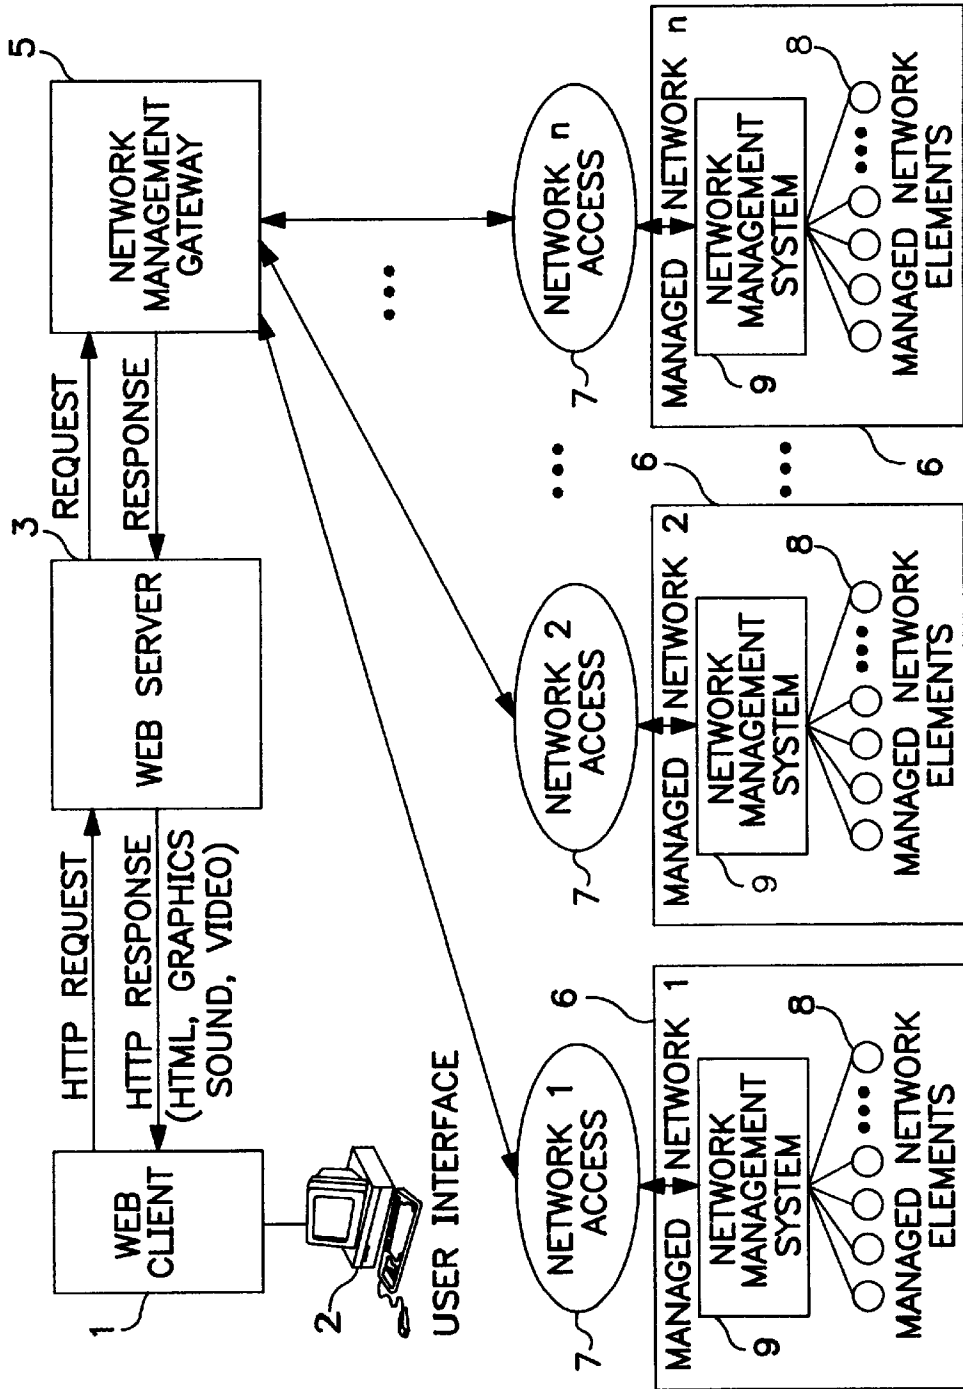 1
WEB
CLIENT
HTTP REQUEST
HTTP RESPONSE
(HTML, GRAPHICS
SOUND, VIDEO)
3
WEB SERVER
REQUEST
RESPONSE
5
NETWORK
MANAGEMENT
GATEWAY
2
USER INTERFACE
7
NETWORK 1
ACCESS
7
NETWORK 2
ACCESS
7
NETWORK n
ACCESS
6
MANAGED NETWORK 1
9
NETWORK
MANAGEMENT
SYSTEM
8
MANAGED NETWORK
ELEMENTS
6
MANAGED NETWORK 2
9
NETWORK
MANAGEMENT
SYSTEM
8
MANAGED NETWORK
ELEMENTS
6
MANAGED NETWORK n
9
NETWORK
MANAGEMENT
SYSTEM
8
MANAGED NETWORK
ELEMENTS